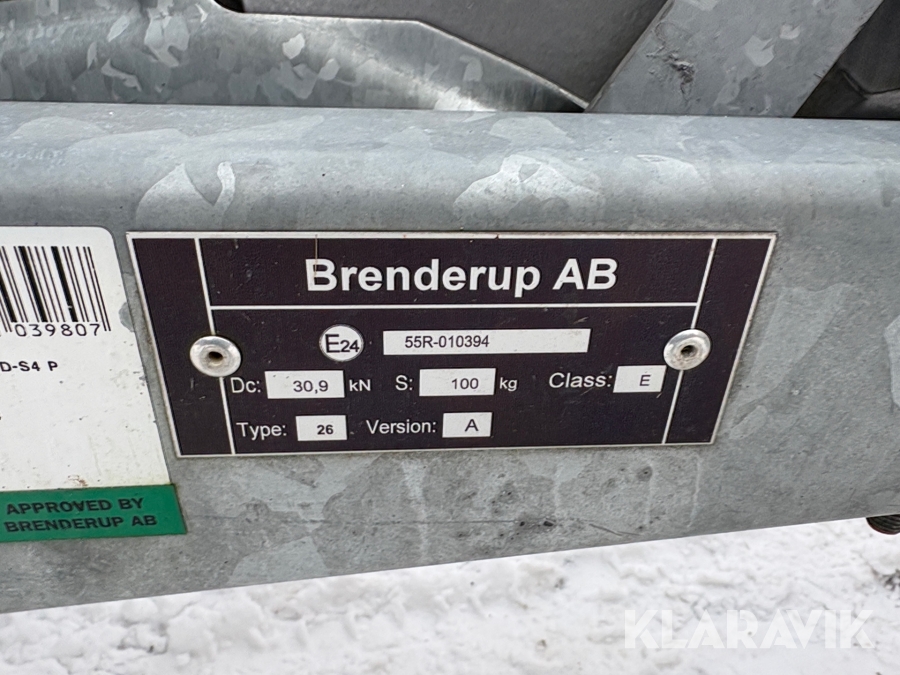 Brenderup AB
E24 55R-010394
Dc: 30,9 kN S: 100 kg Class: E
Type: 26 Version: A
039807
D-S4 P
APPROVED BY
BRENDERUP AB
KLARAVIK